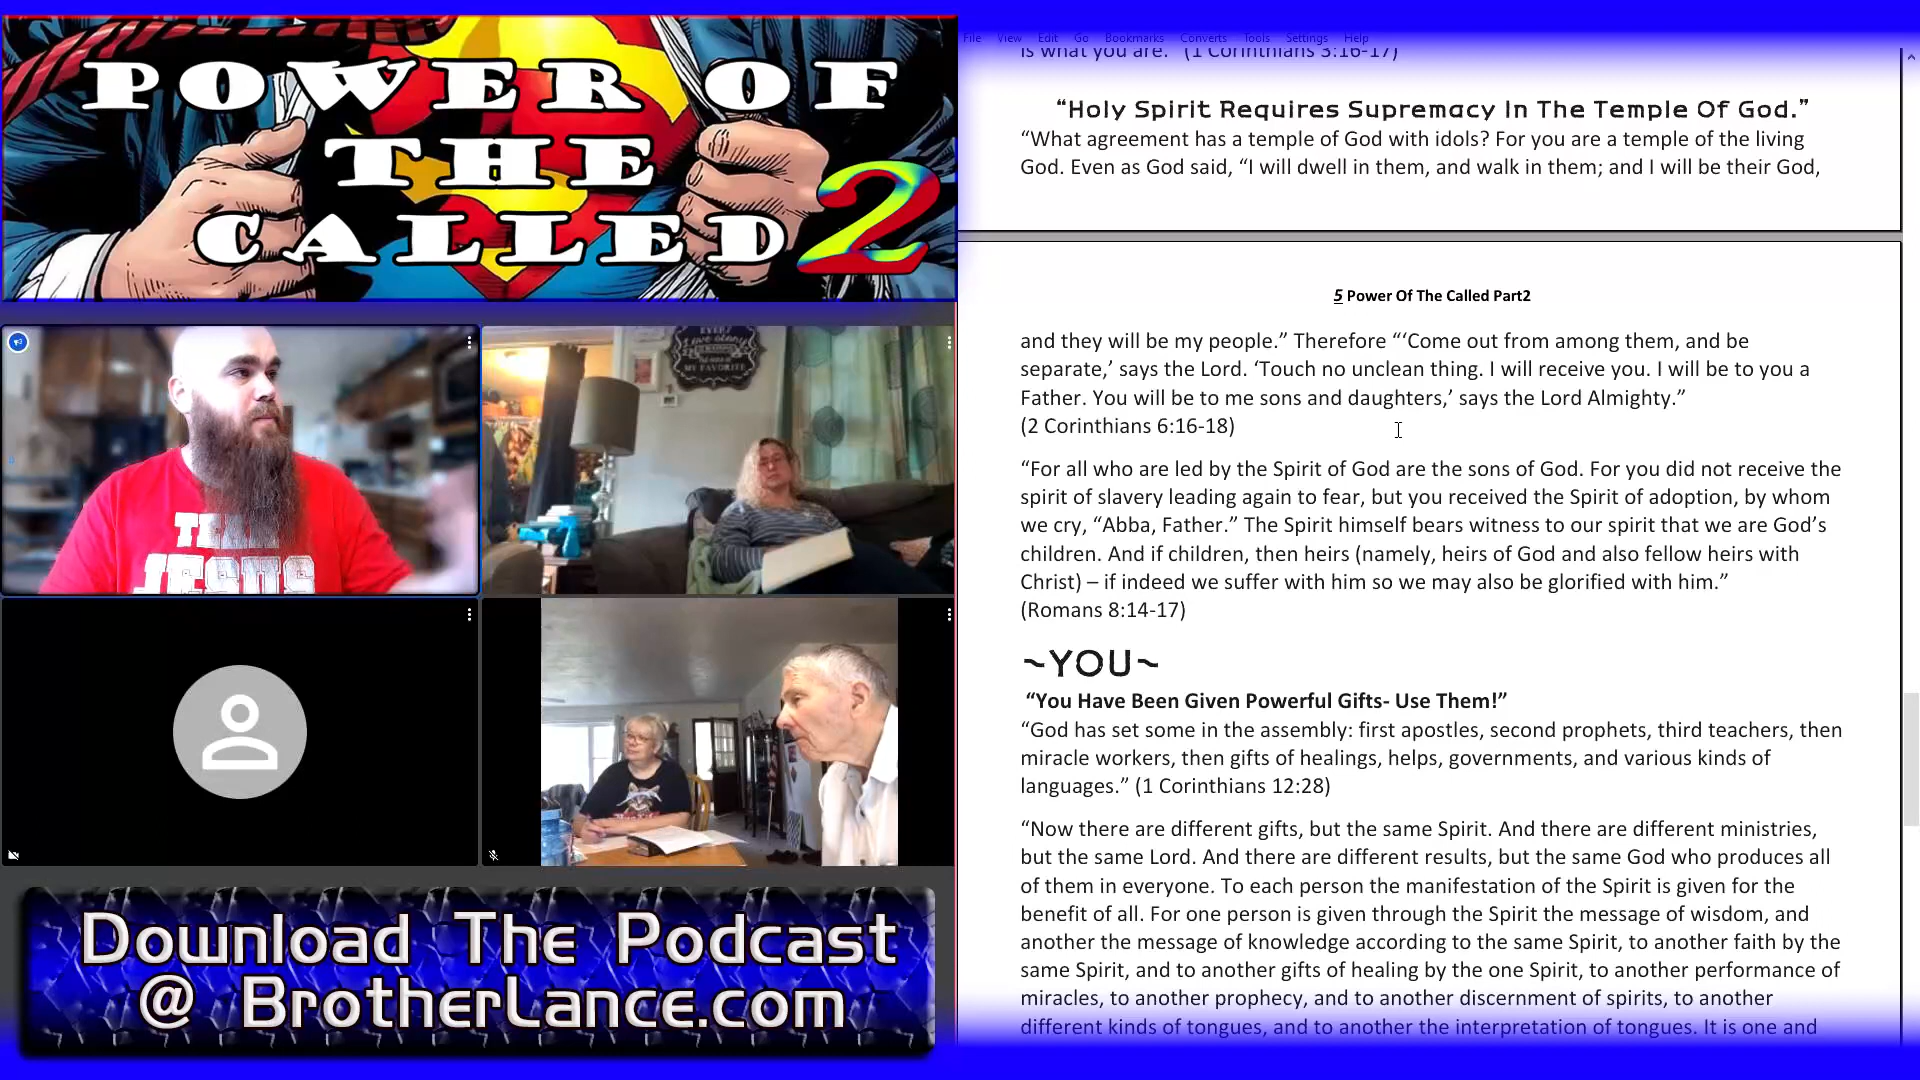 POWER OF
THE
CALLED 2
EVERY
Love story
MY FAVORITE
TEAM
JESUS
Download The Podcast
@ BrotherLance.com
File View Edit Go Bookmarks Converts Tools Settings Help
is what you are.” (1 Corinthians 3:16-17)
“Holy Spirit Requires Supremacy In The Temple Of God.”
“What agreement has a temple of God with idols? For you are a temple of the living
God. Even as God said, “I will dwell in them, and walk in them; and I will be their God,
5 Power Of The Called Part2
and they will be my people.” Therefore “‘Come out from among them, and be
separate,’ says the Lord. ‘Touch no unclean thing. I will receive you. I will be to you a
Father. You will be to me sons and daughters,’ says the Lord Almighty.”
(2 Corinthians 6:16-18)
“For all who are led by the Spirit of God are the sons of God. For you did not receive the
spirit of slavery leading again to fear, but you received the Spirit of adoption, by whom
we cry, “Abba, Father.” The Spirit himself bears witness to our spirit that we are God’s
children. And if children, then heirs (namely, heirs of God and also fellow heirs with
Christ) – if indeed we suffer with him so we may also be glorified with him.”
(Romans 8:14-17)
~YOU~
“You Have Been Given Powerful Gifts- Use Them!”
“God has set some in the assembly: first apostles, second prophets, third teachers, then
miracle workers, then gifts of healings, helps, governments, and various kinds of
languages.” (1 Corinthians 12:28)
“Now there are different gifts, but the same Spirit. And there are different ministries,
but the same Lord. And there are different results, but the same God who produces all
of them in everyone. To each person the manifestation of the Spirit is given for the
benefit of all. For one person is given through the Spirit the message of wisdom, and
another the message of knowledge according to the same Spirit, to another faith by the
same Spirit, and to another gifts of healing by the one Spirit, to another performance of
miracles, to another prophecy, and to another discernment of spirits, to another
different kinds of tongues, and to another the interpretation of tongues. It is one and